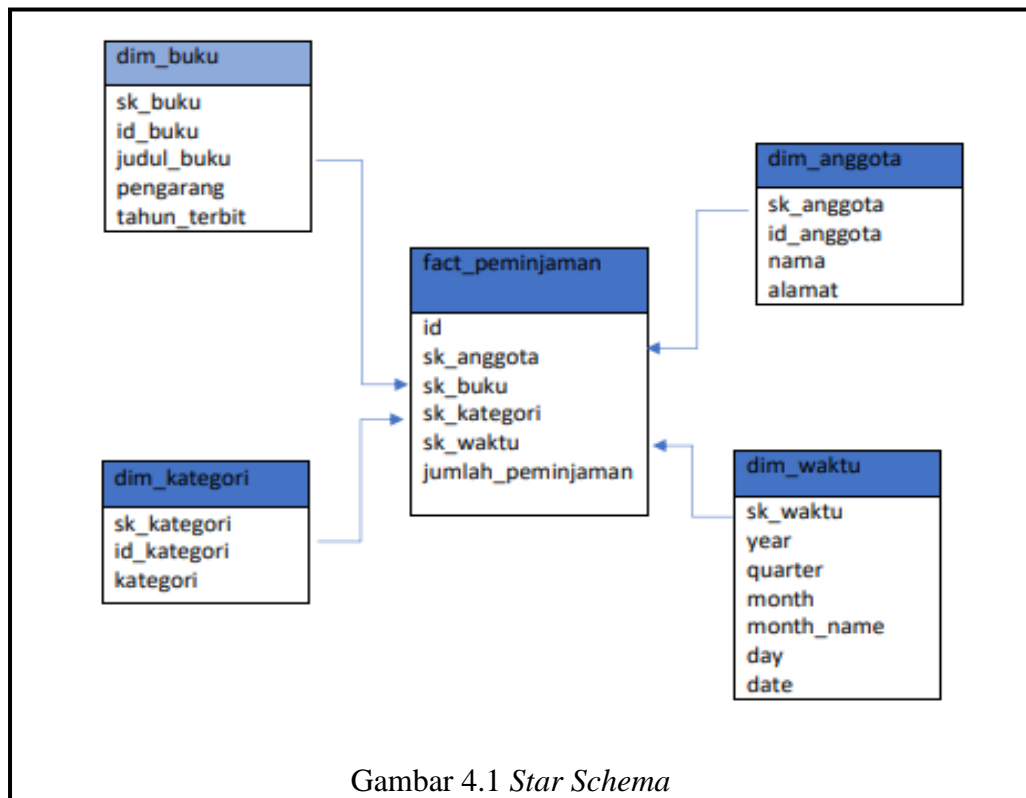 dim_buku
sk_buku
id_buku
judul_buku
pengarang
tahun_terbit
dim_anggota
sk_anggota
id_anggota
nama
alamat
fact_peminjaman
id
sk_anggota
sk_buku
sk_kategori
sk_waktu
jumlah_peminjaman
dim_kategori
sk_kategori
id_kategori
kategori
dim_waktu
sk_waktu
year
quarter
month
month_name
day
date
Gambar 4.1 Star Schema